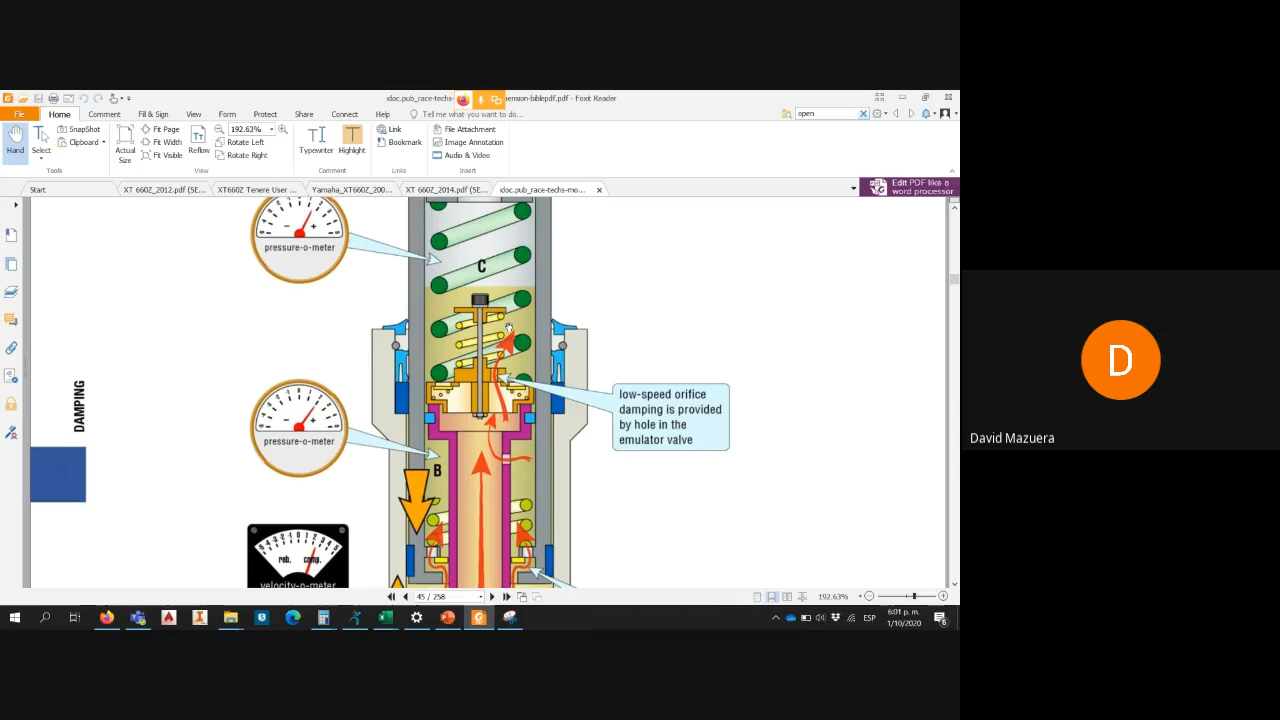 idoc.pub_race-techs-
ension-biblepdf.pdf - Foxit Reader
File
Home
Comment
Fill & Sign
View
Form
Protect
Share
Connect
Help
Tell me what you want to do...
open
Hand
Select
SnapShot
Clipboard
Actual
Size
Fit Page
Fit Width
Fit Visible
Reflow
192.63%
Rotate Left
Rotate Right
Typewriter
Highlight
Link
Bookmark
File Attachment
Image Annotation
Audio & Video
Tools
View
Comment
Links
Insert
Start
XT 660Z_2012.pdf (SE...
XT660Z Tenere User ...
Yamaha_XT660Z_200...
XT 660Z_2014.pdf (SE...
idoc.pub_race-techs-mo...
Edit PDF like a
word processor
- +
pressure-o-meter
C
low-speed orifice
damping is provided
by hole in the
emulator valve
DAMPING
- +
pressure-o-meter
B
reb. comp.
velocity-o-meter
45 / 258
192.63%
ESP
6:01 p. m.
1/10/2020
D
David Mazuera